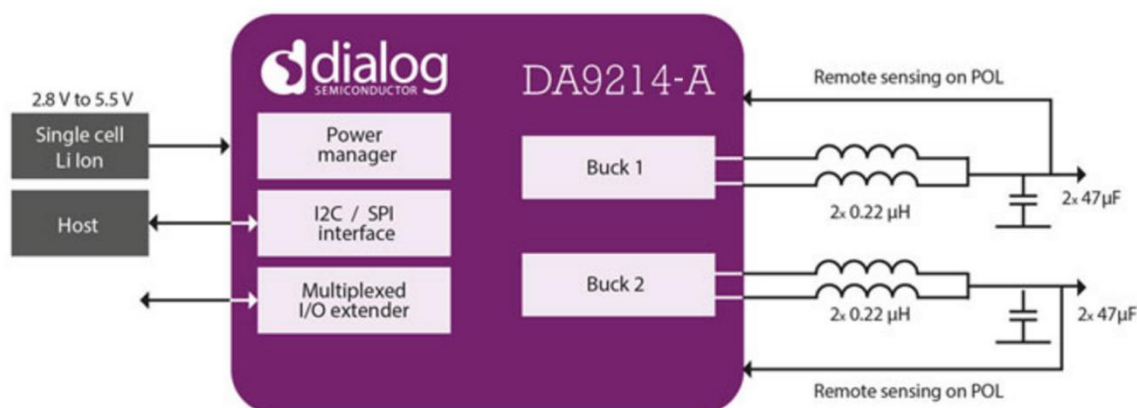 dialog
SEMICONDUCTOR
DA9214-A
Remote sensing on POL
2.8 V to 5.5 V
Single cell
Li Ion
Power
manager
Buck 1
2x 0.22 µH
2x 47µF
Host
I2C / SPI
interface
Multiplexed
I/O extender
Buck 2
2x 0.22 µH
2x 47µF
Remote sensing on POL